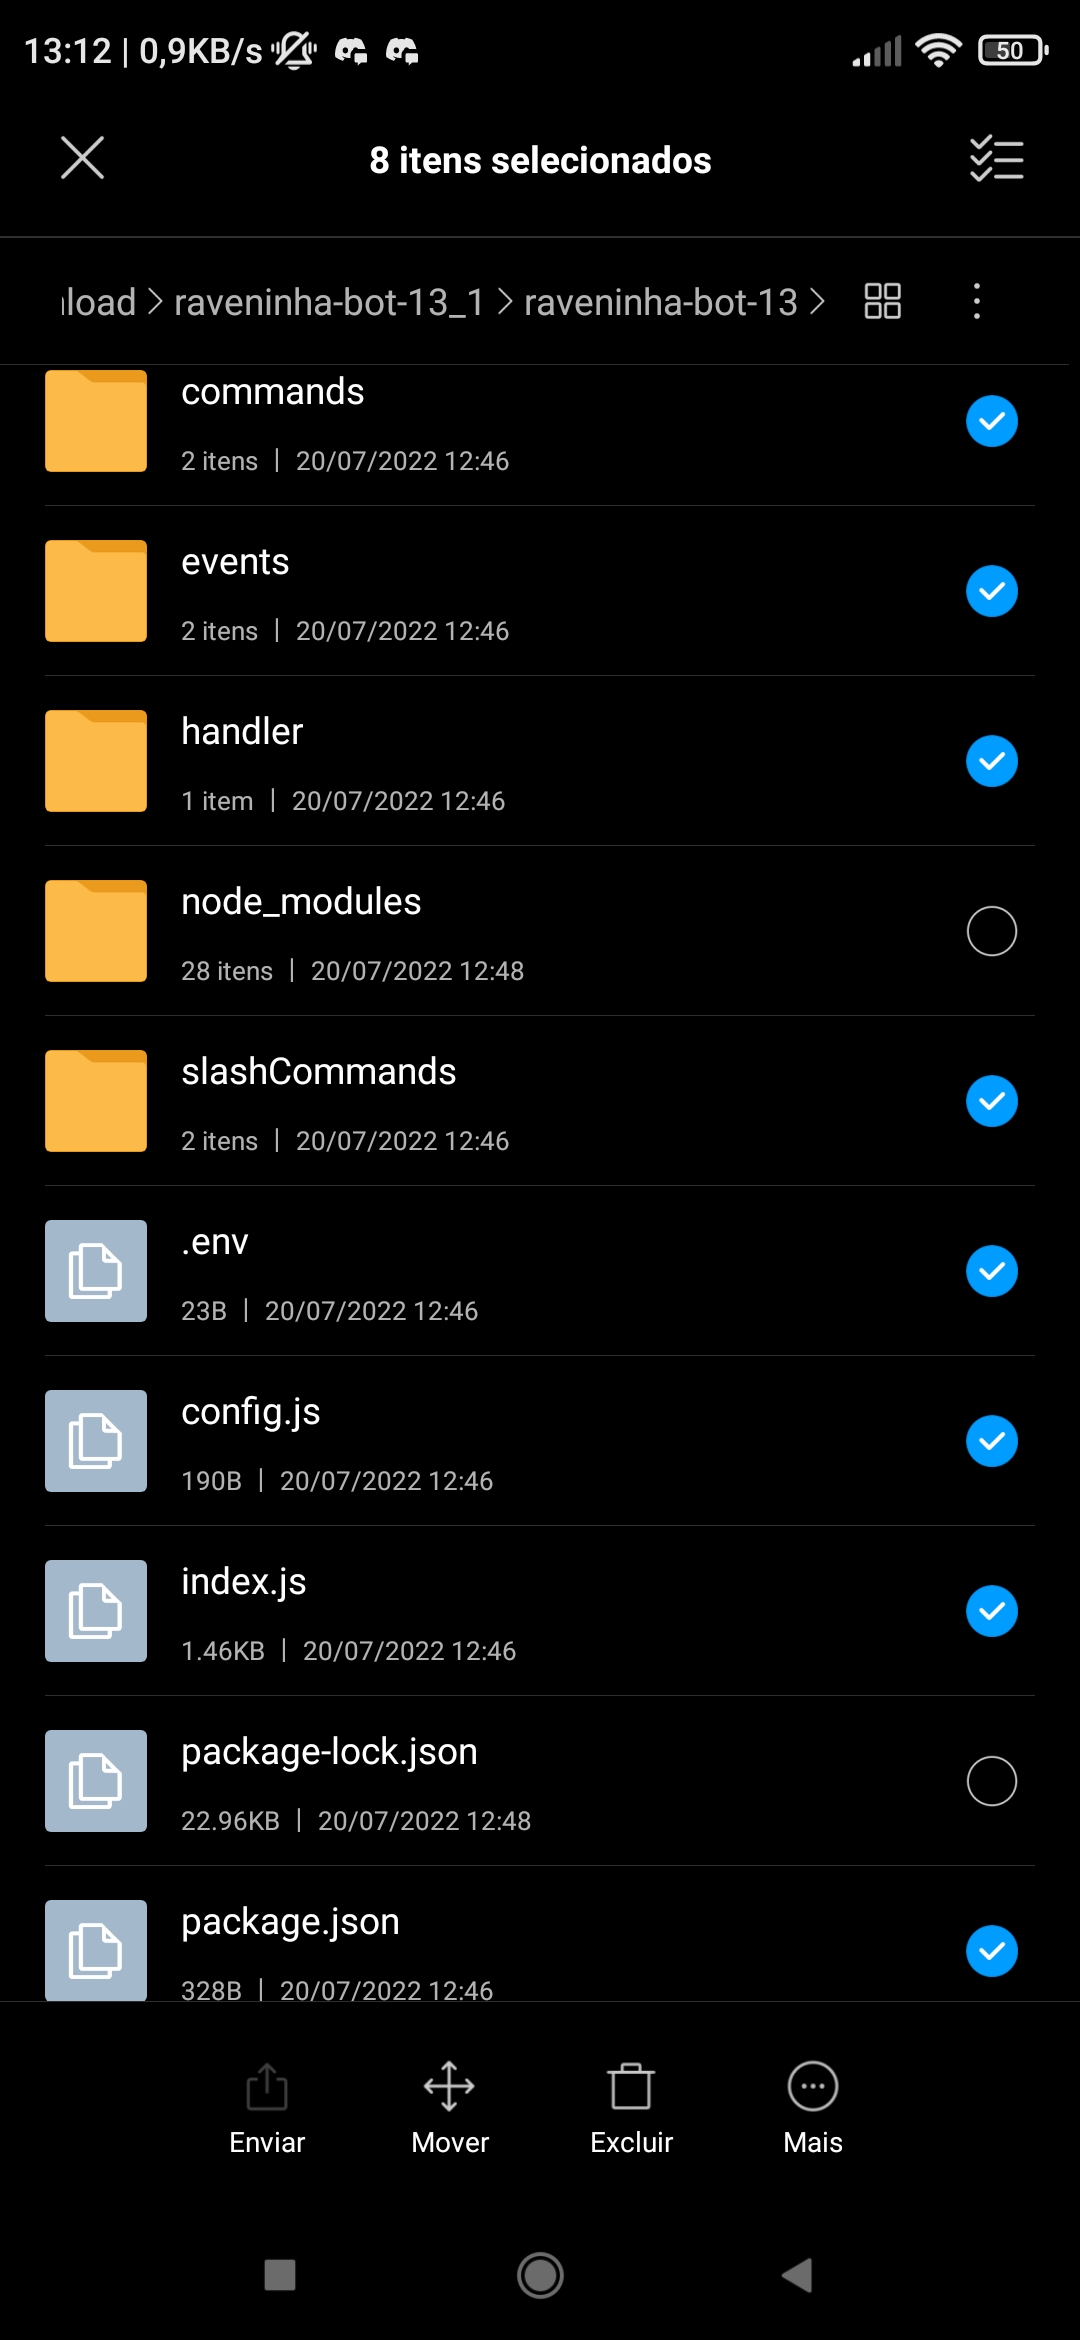 13:12 | 0,9KB/s 50
8 itens selecionados
load > raveninha-bot-13_1 > raveninha-bot-13 >
commands
2 itens | 20/07/2022 12:46
events
2 itens | 20/07/2022 12:46
handler
1 item | 20/07/2022 12:46
node_modules
28 itens | 20/07/2022 12:48
slashCommands
2 itens | 20/07/2022 12:46
.env
23B | 20/07/2022 12:46
config.js
190B | 20/07/2022 12:46
index.js
1.46KB | 20/07/2022 12:46
package-lock.json
22.96KB | 20/07/2022 12:48
package.json
328B | 20/07/2022 12:46
Enviar Mover Excluir Mais